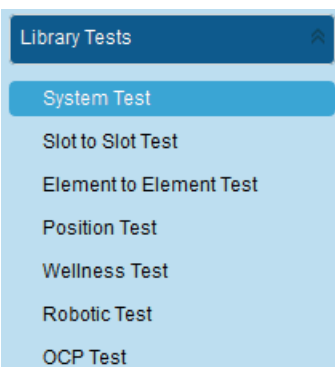 Library Tests
System Test
Slot to Slot Test
Element to Element Test
Position Test
Wellness Test
Robotic Test
OCP Test